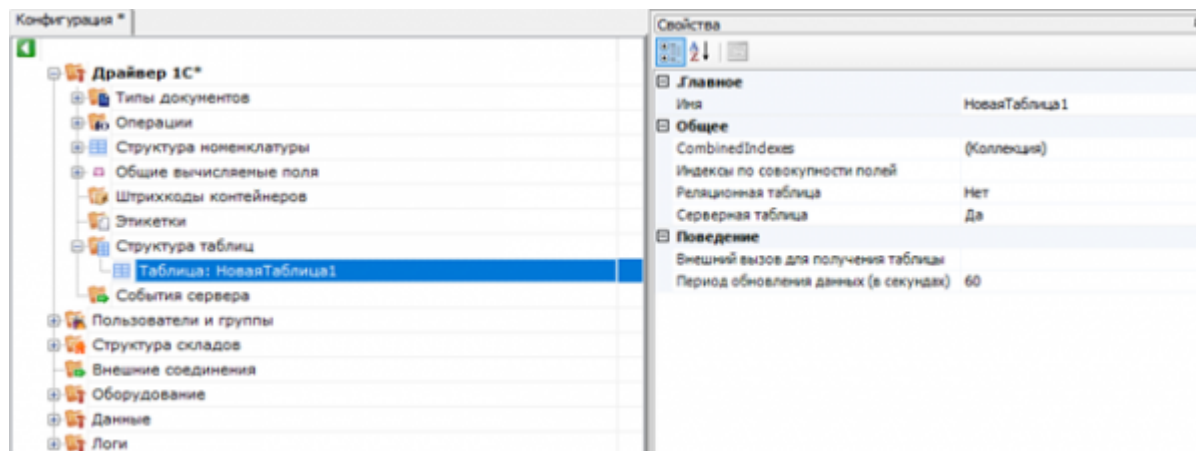 Конфигурация *
Драйвер 1С*
Типы документов
Операции
Структура номенклатуры
Общие вычисляемые поля
Штрихкоды контейнеров
Этикетки
Структура таблиц
Таблица: НоваяТаблица1
События сервера
Пользователи и группы
Структура складов
Внешние соединения
Оборудование
Данные
Логи
Свойства
.Главное
Имя НоваяТаблица1
Общее
CombinedIndexes (Коллекция)
Индексы по совокупности полей
Реляционная таблица Нет
Серверная таблица Да
Поведение
Внешний вызов для получения таблицы
Период обновления данных (в секундах) 60